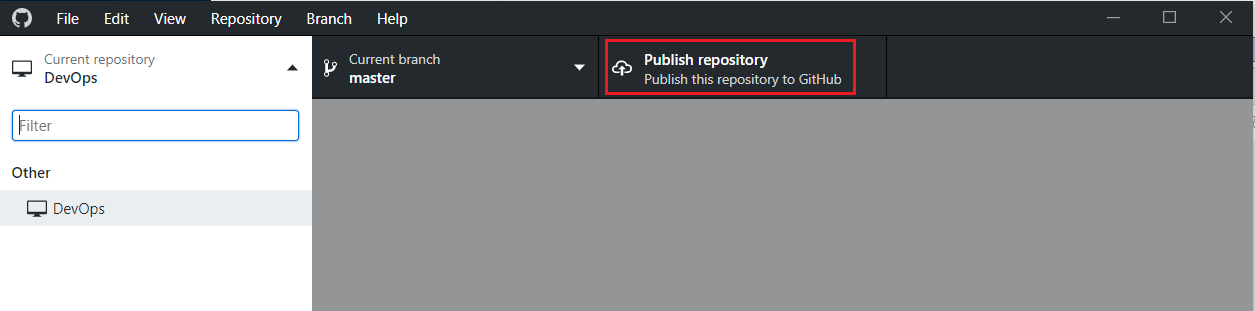 File Edit View Repository Branch Help
Current repository
DevOps
Current branch
master
Publish repository
Publish this repository to GitHub
Filter
Other
DevOps